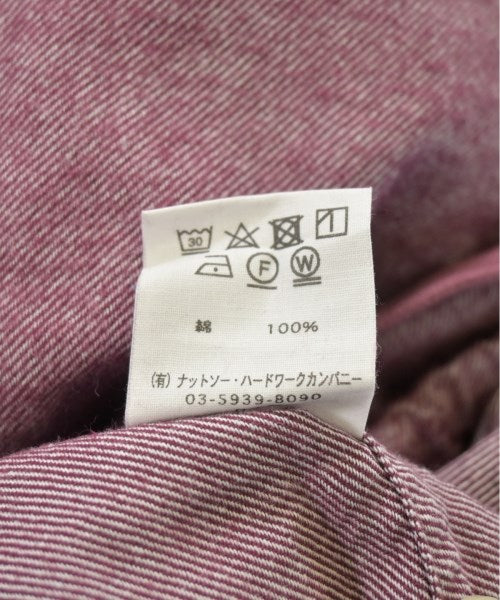 30
F W
綿 100%
(有) ナットソー・ハードワークカンパニー
03-5939-8090